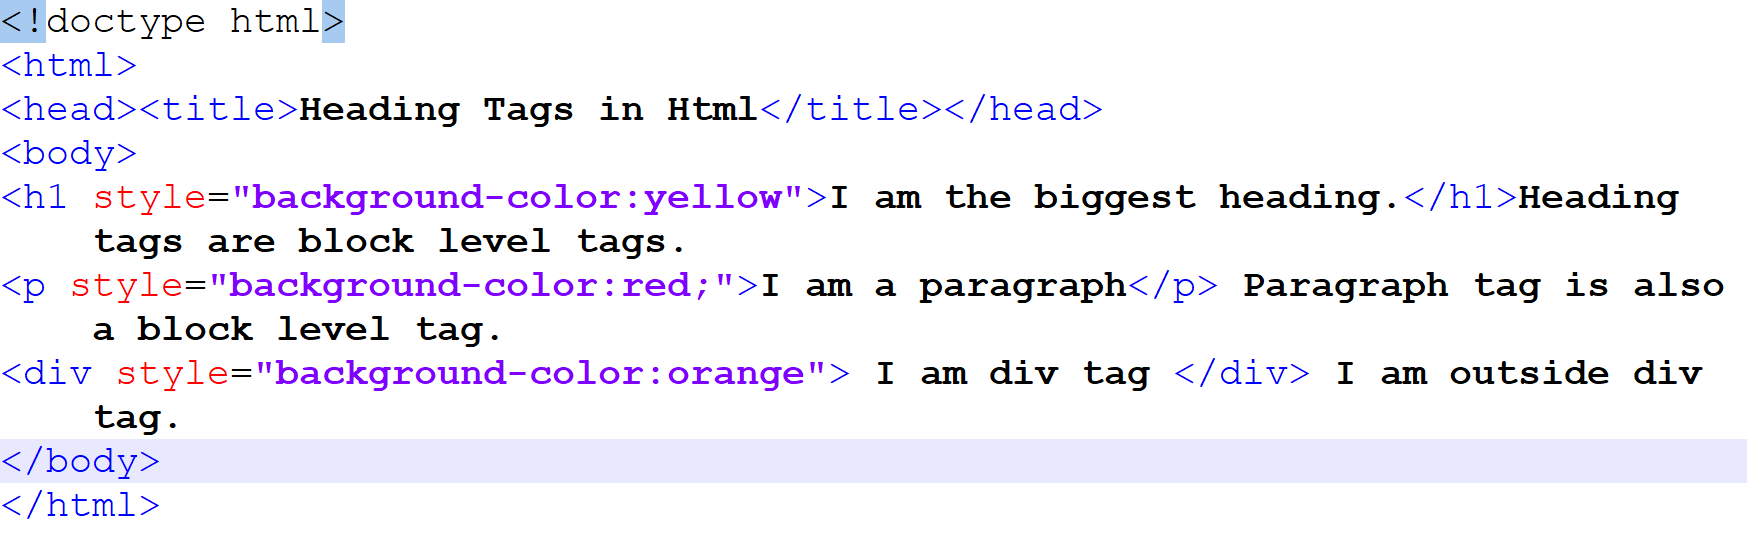 <!doctype html>
<html>
<head><title>Heading Tags in Html</title></head>
<body>
<h1 style="background-color:yellow">I am the biggest heading.</h1>Heading
    tags are block level tags.
<p style="background-color:red;">I am a paragraph</p> Paragraph tag is also
    a block level tag.
<div style="background-color:orange"> I am div tag </div> I am outside div
    tag.
</body>
</html>